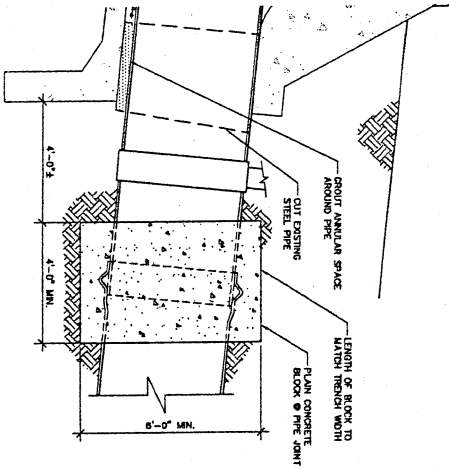 GROUT ANNULAR SPACE
AROUND PIPE
CUT EXISTING
STEEL PIPE
LENGTH OF BLOCK TO
MATCH TRENCH WIDTH
PLAIN CONCRETE
BLOCK @ PIPE JOINT
4'-0"±
4'-0" MIN.
6'-0" MIN.